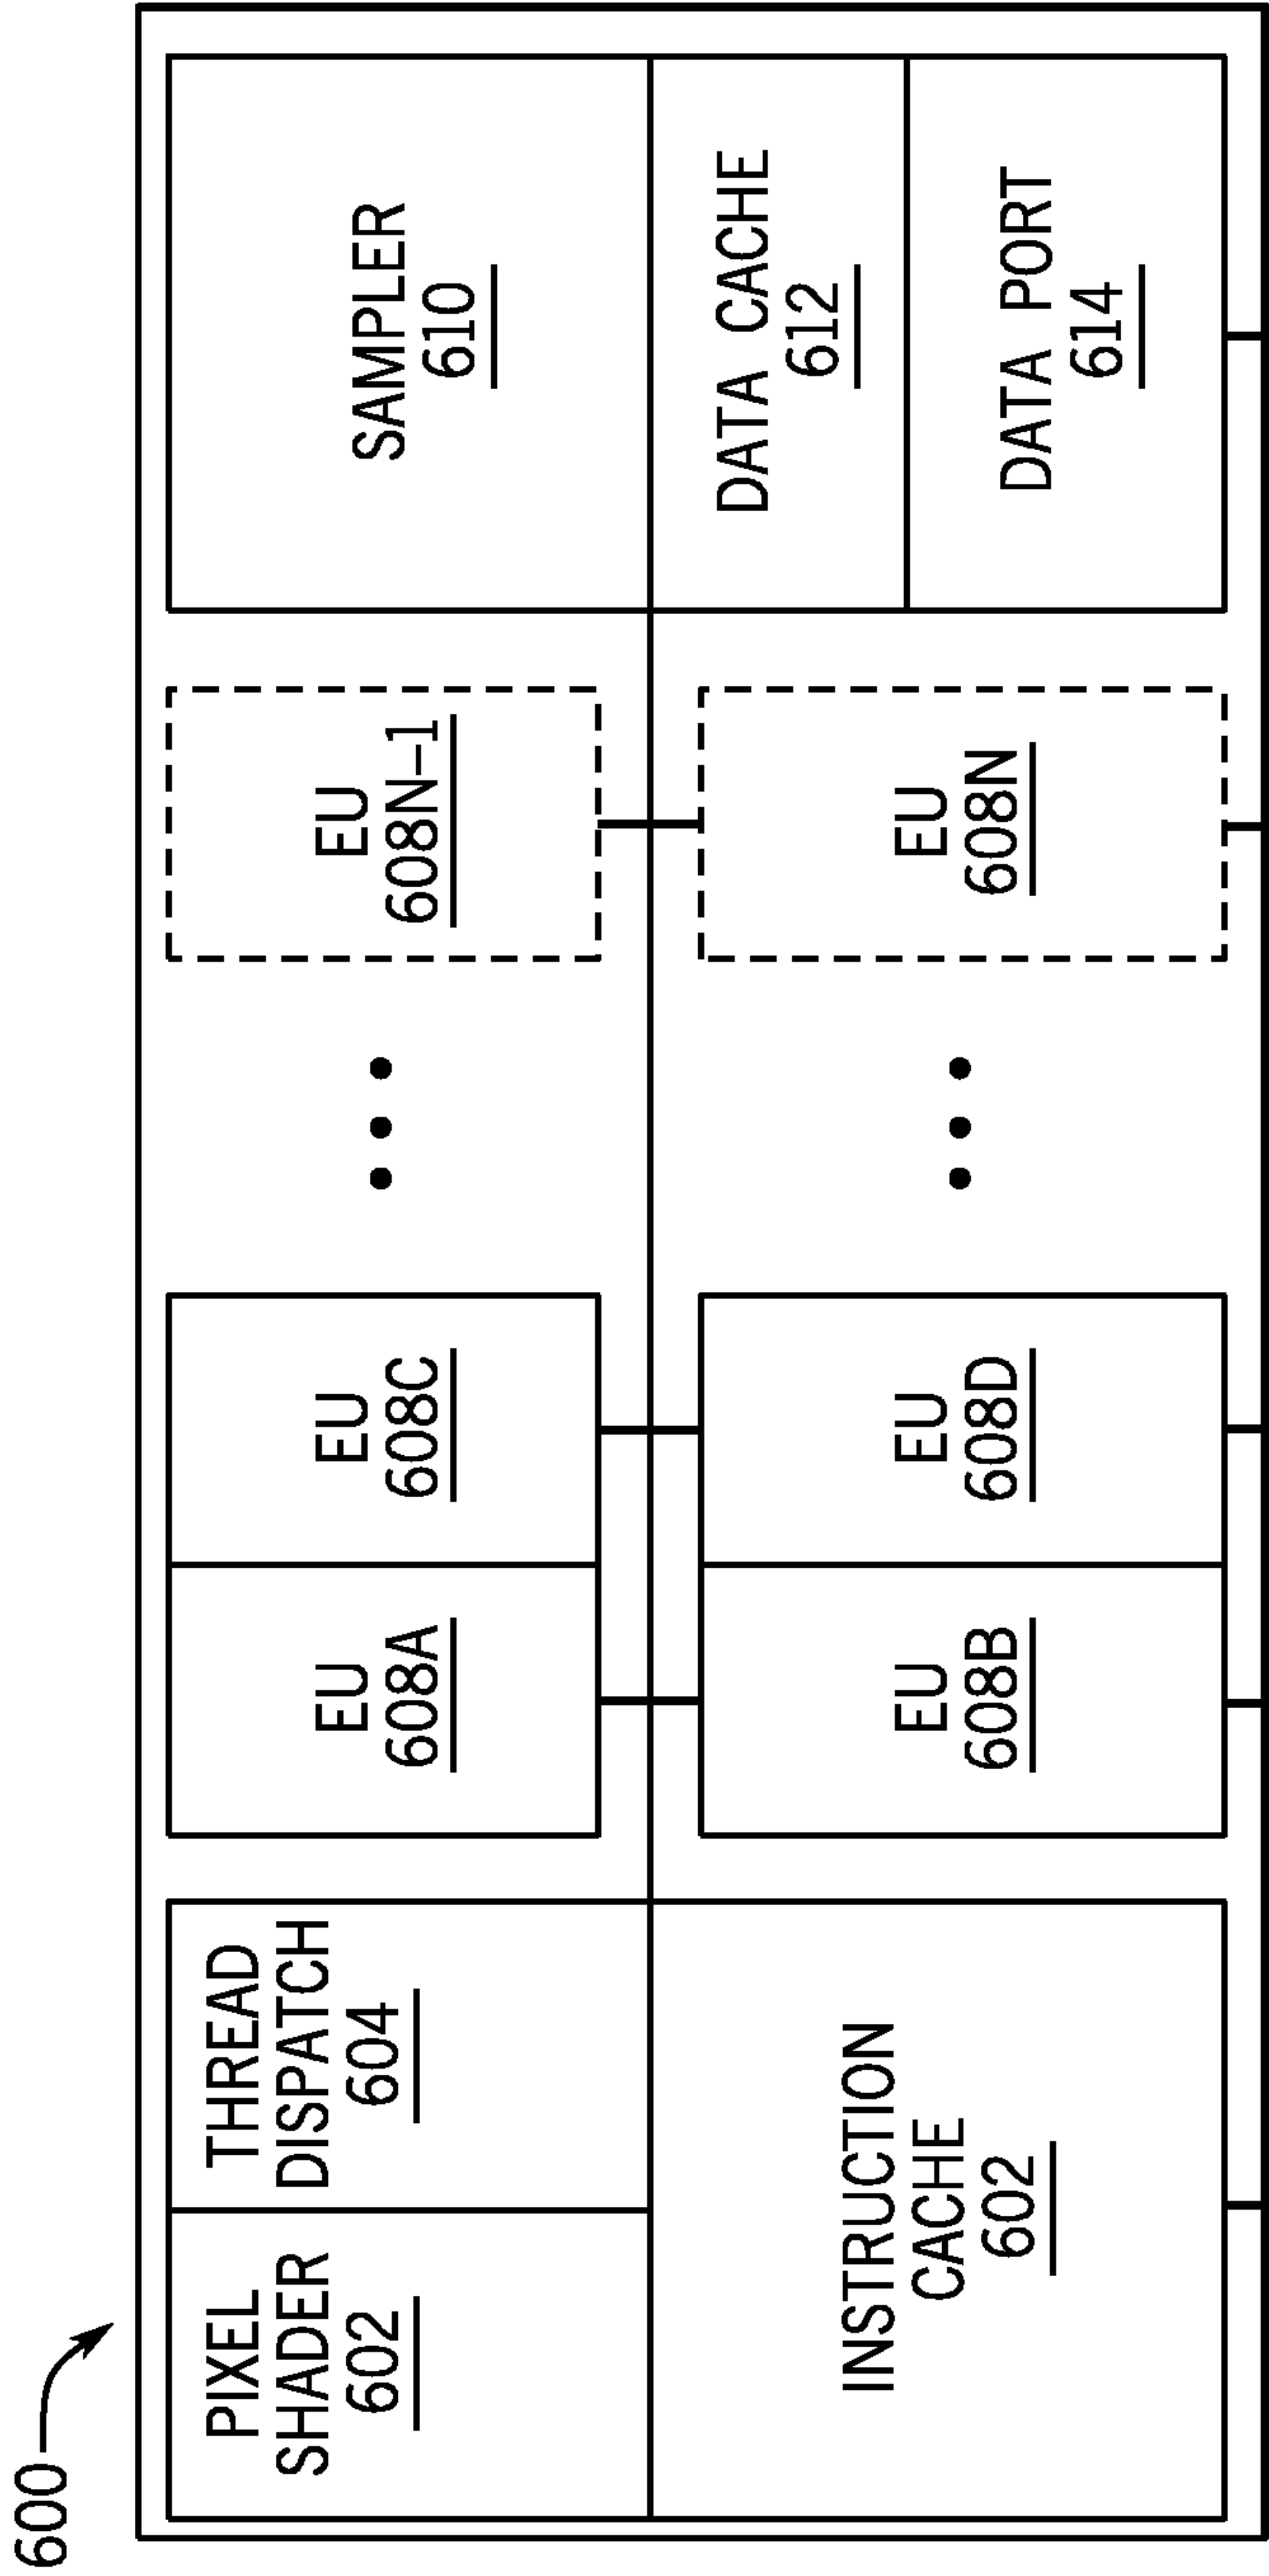 600
PIXEL
SHADER
602
THREAD
DISPATCH
604
INSTRUCTION
CACHE
602
EU
608A
EU
608C
EU
608N–1
EU
608B
EU
608D
EU
608N
SAMPLER
610
DATA CACHE
612
DATA PORT
614